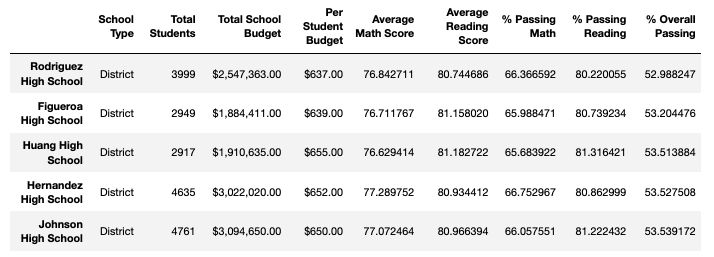 School Type Total Students Total School Budget Per Student Budget Average Math Score Average Reading Score % Passing Math % Passing Reading % Overall Passing
Rodriguez High School District 3999 $2,547,363.00 $637.00 76.842711 80.744686 66.366592 80.220055 52.988247
Figueroa High School District 2949 $1,884,411.00 $639.00 76.711767 81.158020 65.988471 80.739234 53.204476
Huang High School District 2917 $1,910,635.00 $655.00 76.629414 81.182722 65.683922 81.316421 53.513884
Hernandez High School District 4635 $3,022,020.00 $652.00 77.289752 80.934412 66.752967 80.862999 53.527508
Johnson High School District 4761 $3,094,650.00 $650.00 77.072464 80.966394 66.057551 81.222432 53.539172